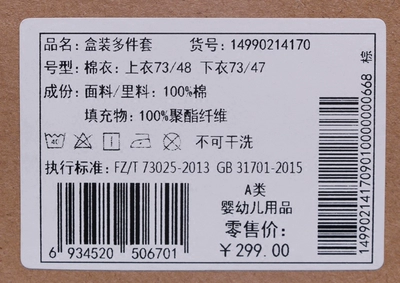 品名：盒装多件套 货号：14990214170
号型：棉衣：上衣73/48 下衣73/47
成份：面料/里料：100%棉
填充物：100%聚酯纤维
不可干洗
执行标准：FZ/T 73025-2013 GB 31701-2015
A类
婴幼儿用品
零售价：
￥299.00
6 934520 506701
1499021417090100000000668 棕